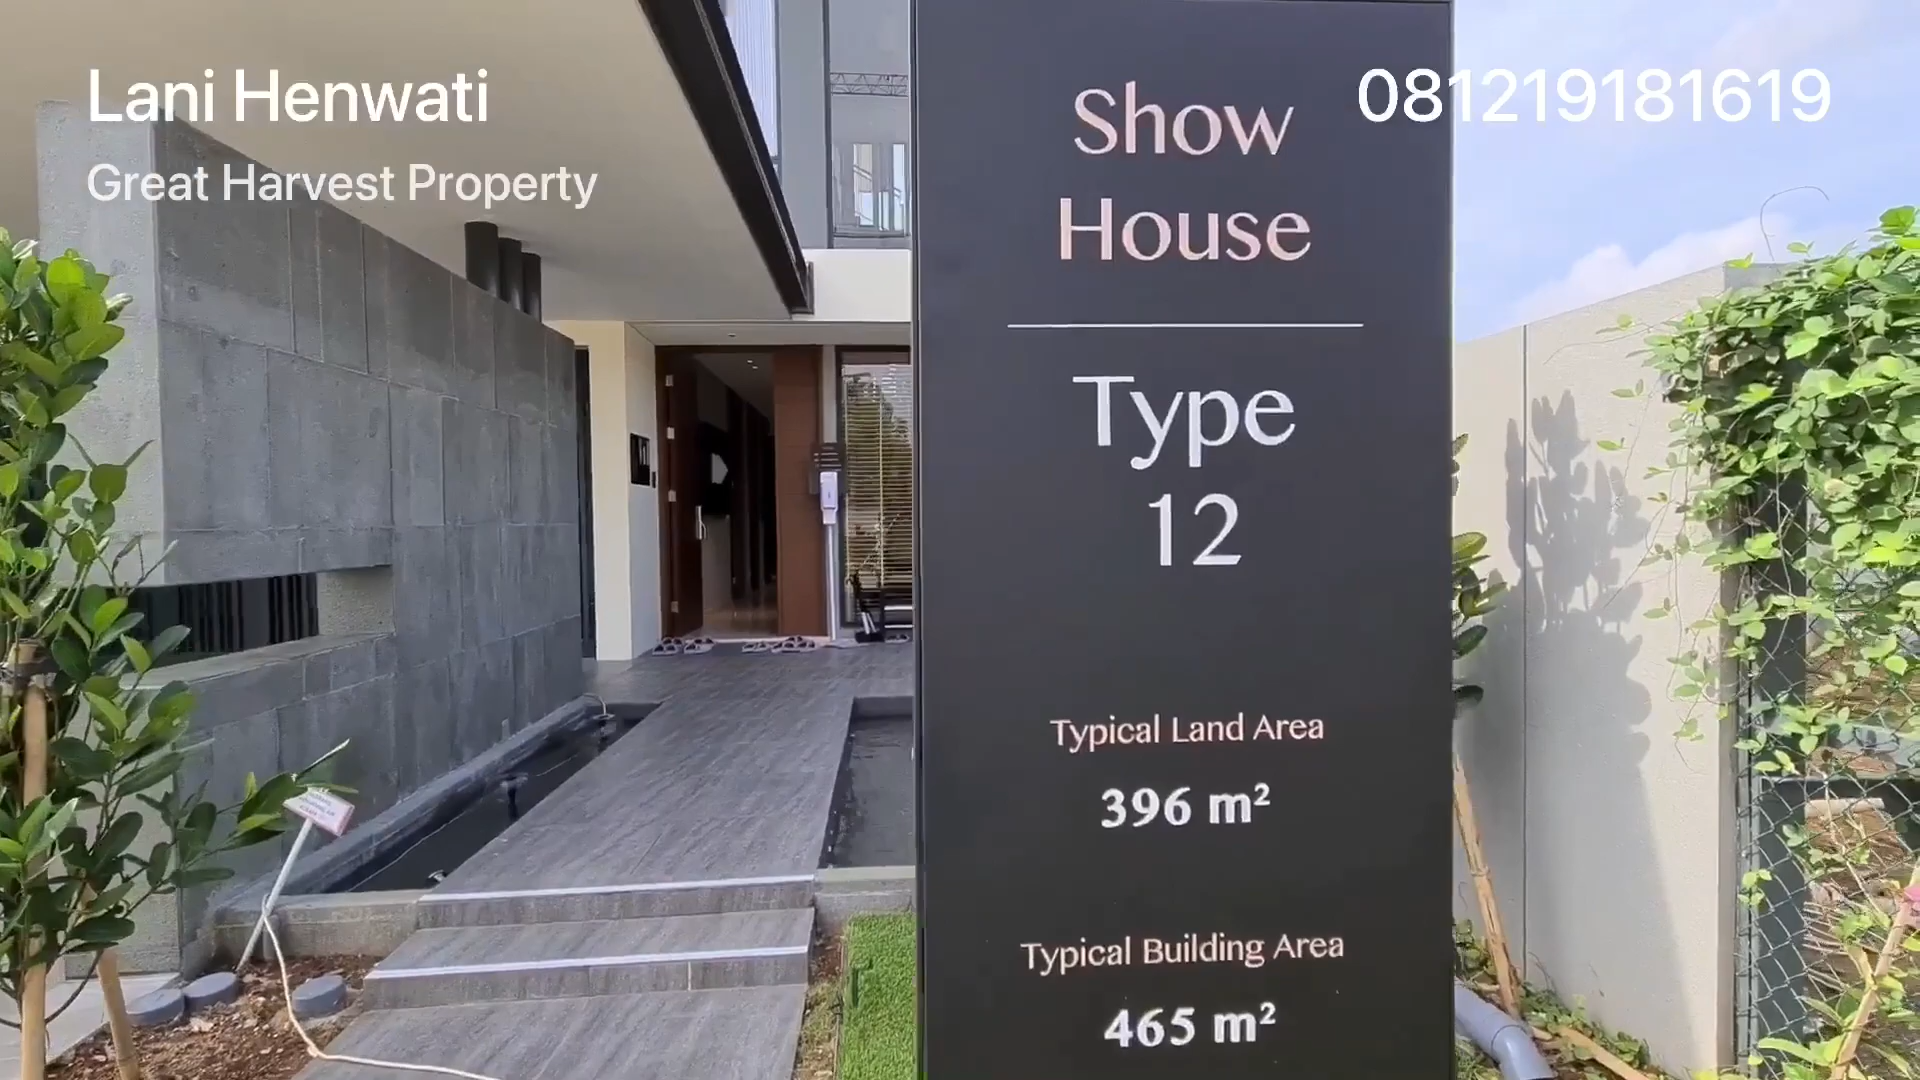 Lani Henwati
Great Harvest Property
081219181619
Show
House
Type
12
Typical Land Area
396 m²
Typical Building Area
465 m²